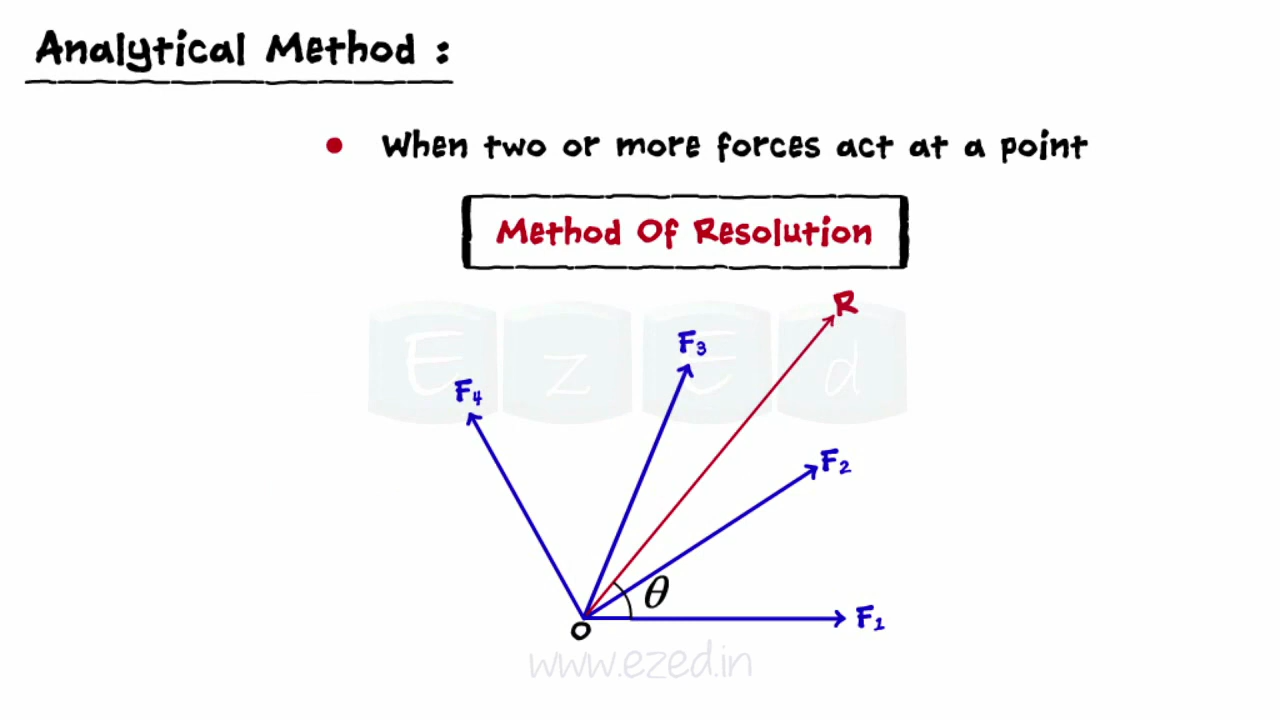 Analytical Method :
• When two or more forces act at a point
Method Of Resolution
R
F3
F4
F2
θ
F1
O
EzEd
www.ezed.in